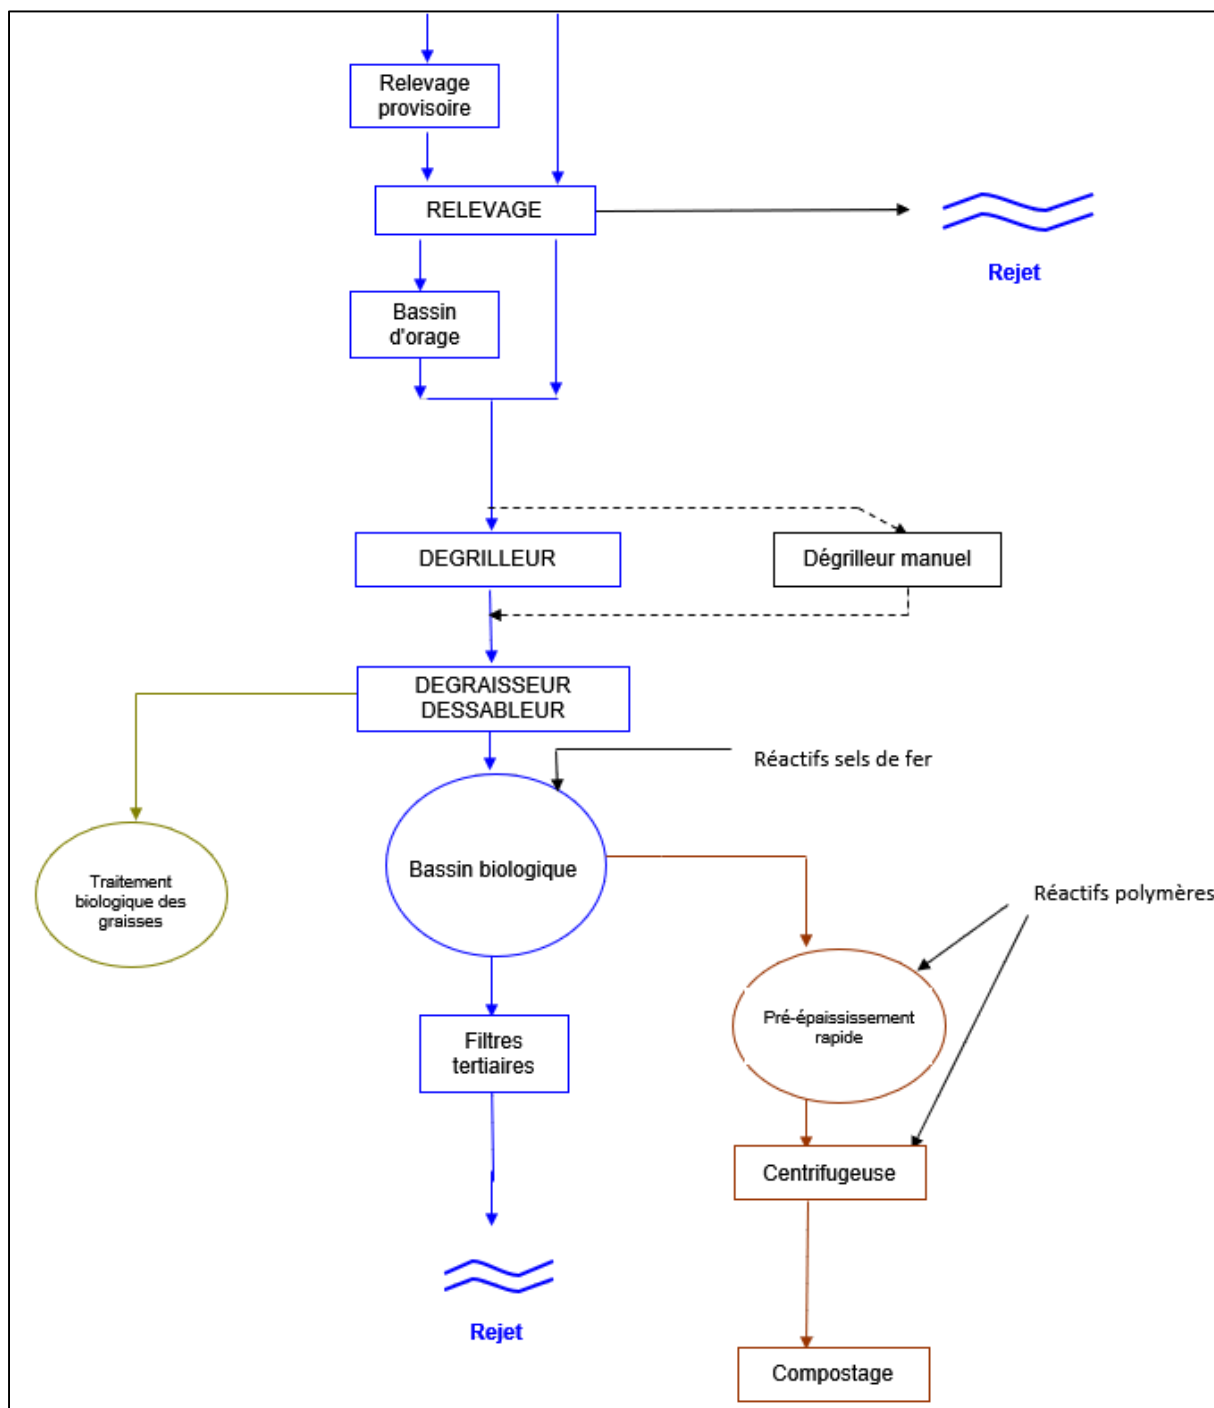 Relevage
provisoire
RELEVAGE
Rejet
Bassin
d'orage
DEGRILLEUR
Dégrilleur manuel
DEGRAISSEUR
DESSABLEUR
Réactifs sels de fer
Bassin biologique
Traitement
biologique des
graisses
Réactifs polymères
Pré-épaississement
rapide
Filtres
tertiaires
Centrifugeuse
Rejet
Compostage